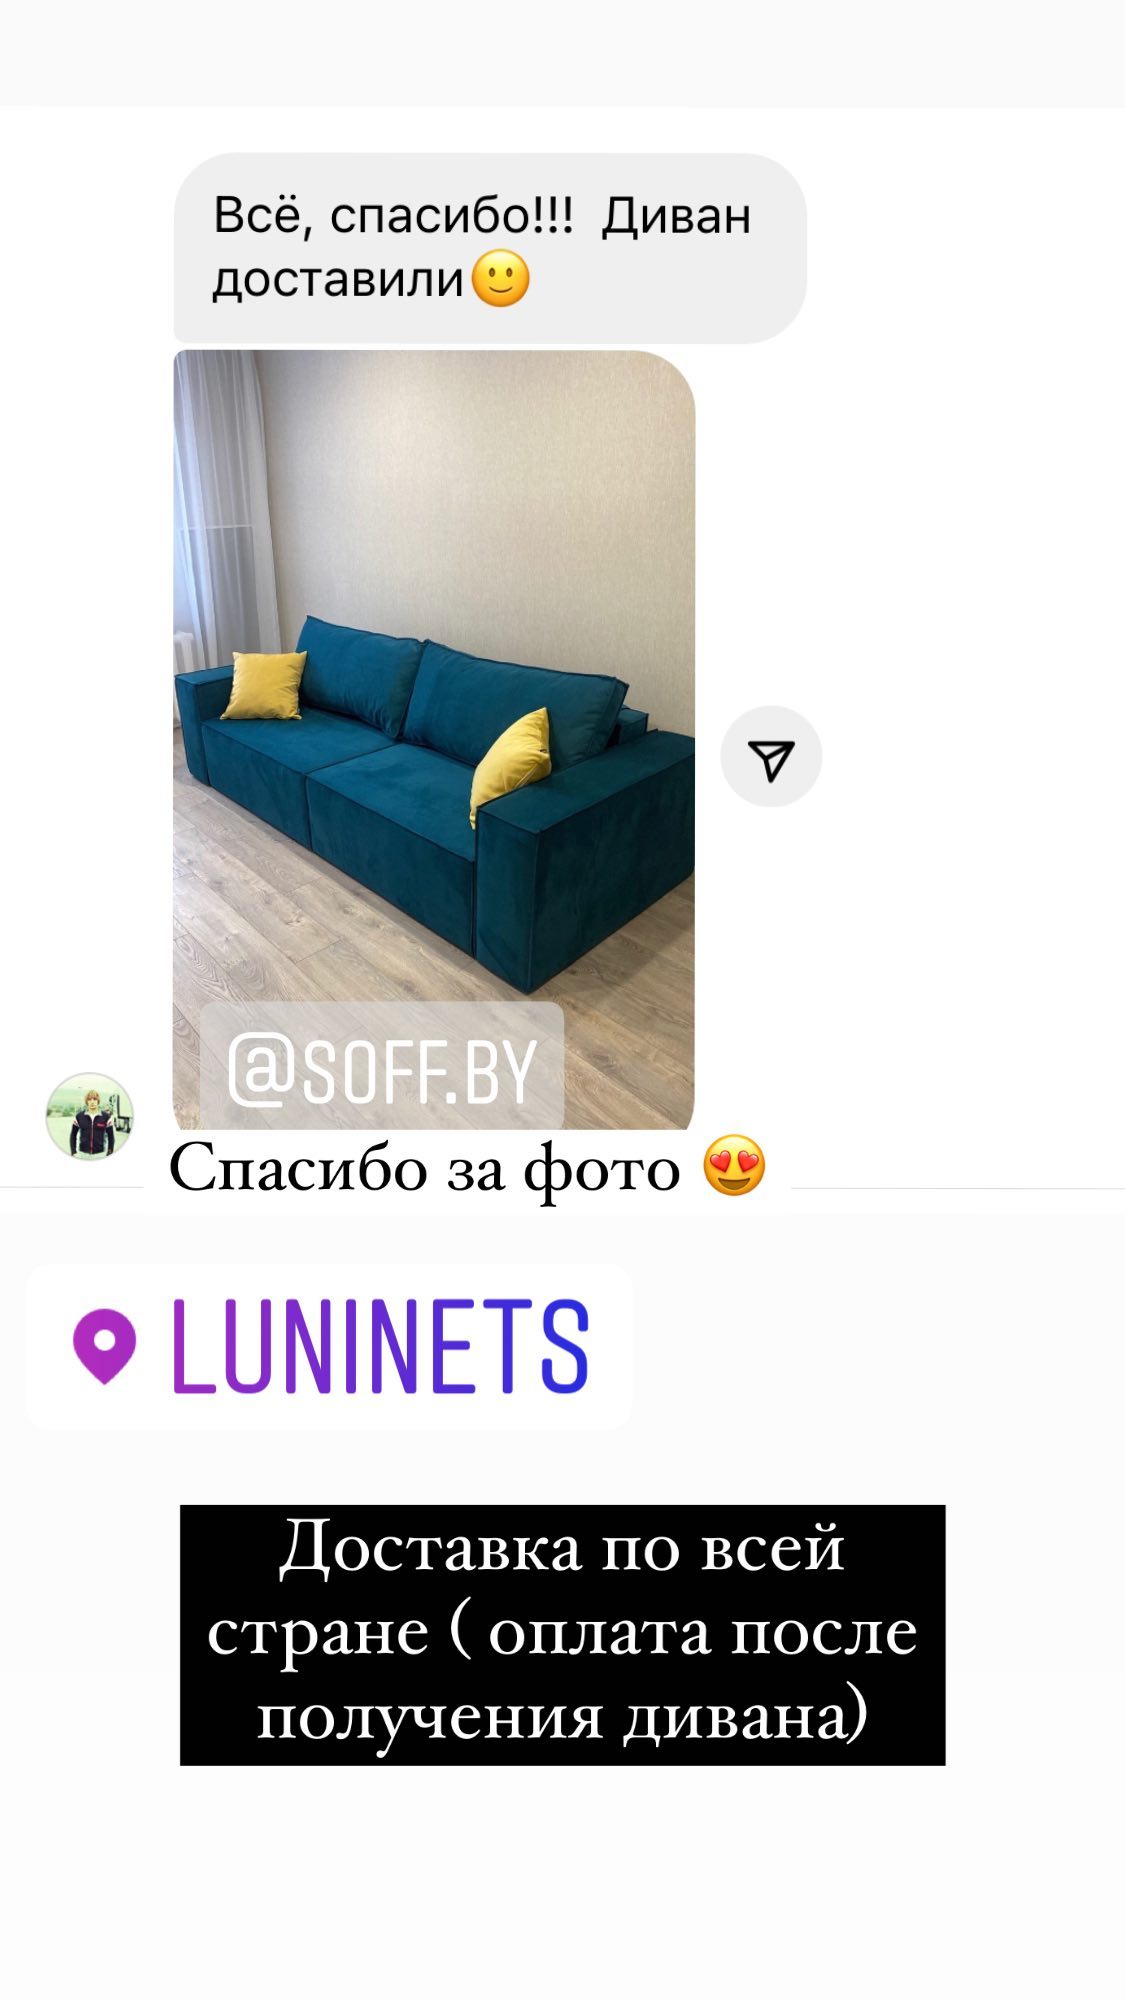 Всё, спасибо!!! Диван
доставили🙂
@SOFF.BY
Спасибо за фото 😍
LUNINETS
Доставка по всей
стране ( оплата после
получения дивана)